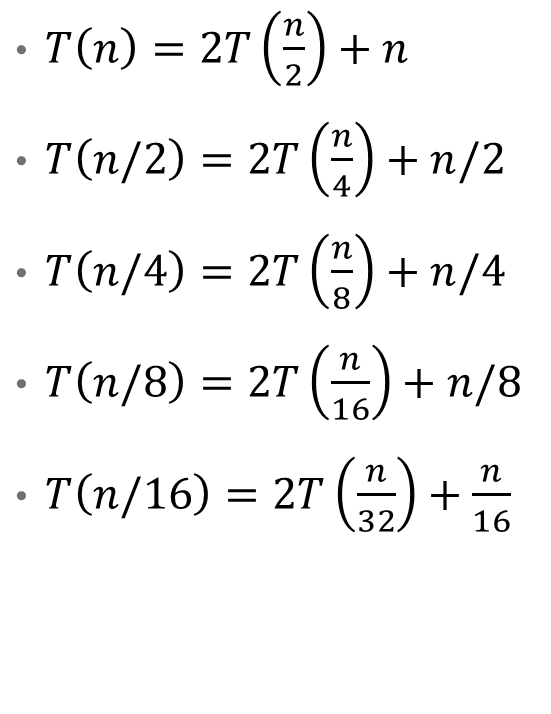 • T(n) = 2T(n/2) + n
• T(n/2) = 2T(n/4) + n/2
• T(n/4) = 2T(n/8) + n/4
• T(n/8) = 2T(n/16) + n/8
• T(n/16) = 2T(n/32) + n/16